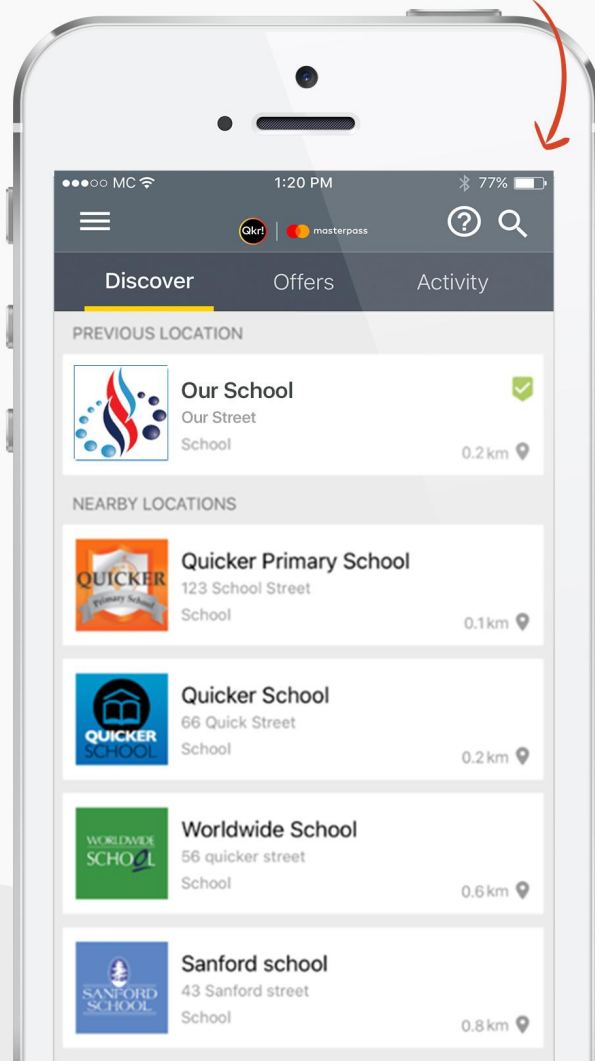 MC 1:20 PM 77%
Qkr! masterpass
Discover Offers Activity
PREVIOUS LOCATION
Our School
Our Street
School
0.2 km
NEARBY LOCATIONS
QUICKER
Primary School
Quicker Primary School
123 School Street
School
0.1 km
QUICKER
SCHOOL
Quicker School
66 Quick Street
School
0.2 km
WORLDWIDE
SCHOOL
Worldwide School
56 quicker street
School
0.6 km
SANFORD
SCHOOL
Sanford school
43 Sanford street
School
0.8 km